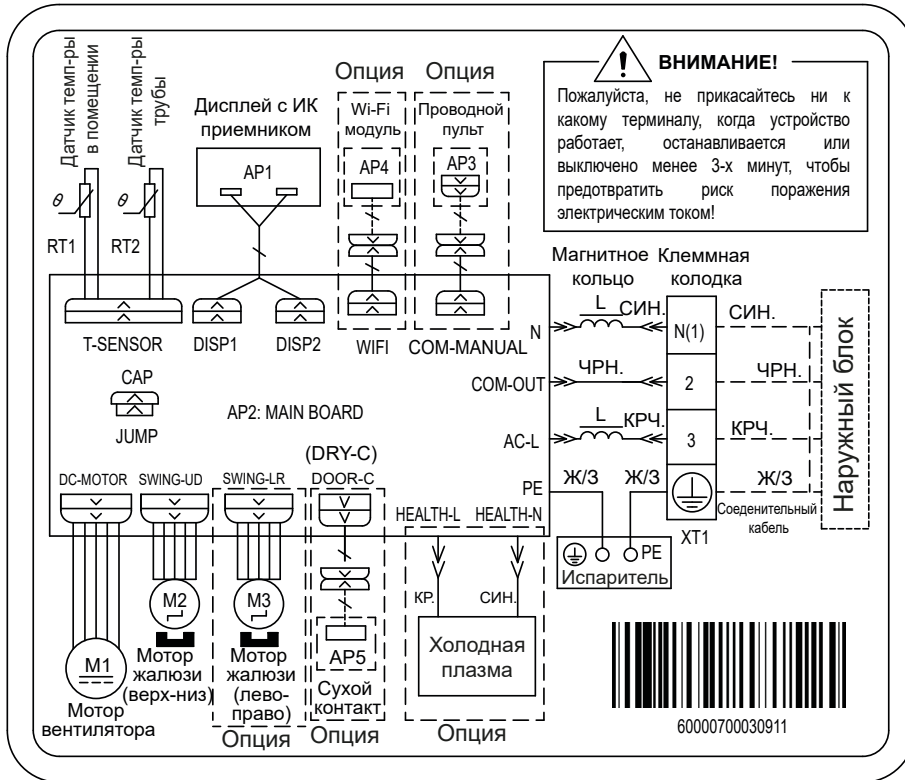 Датчик темп-ры
в помещении
Датчик темп-ры
трубы
θ
RT1
θ
RT2
Дисплей с ИК
приемником
AP1
Опция
Wi-Fi
модуль
AP4
Опция
Проводной
пульт
AP3
ВНИМАНИЕ!
Пожалуйста, не прикасайтесь ни к
какому терминалу, когда устройство
работает, останавливается или
выключено менее 3-х минут, чтобы
предотвратить риск поражения
электрическим током!
T-SENSOR
DISP1
DISP2
WIFI
COM-MANUAL
CAP
JUMP
AP2: MAIN BOARD
Магнитное
кольцо
Клеммная
колодка
N
L
СИН.
N(1)
СИН.
COM-OUT
ЧРН.
2
ЧРН.
AC-L
L
КРЧ.
3
КРЧ.
PE
Ж/З
Ж/З
Ж/З
XT1
Соеденительный
кабель
Наружный блок
PE
Испаритель
DC-MOTOR
SWING-UD
SWING-LR
(DRY-C)
DOOR-C
HEALTH-L
HEALTH-N
M1
Мотор
вентилятора
M2
Мотор
жалюзи
(верх-низ)
M3
Мотор
жалюзи
(лево-
право)
Опция
AP5
Сухой
контакт
Опция
КР.
СИН.
Холодная
плазма
Опция
60000700030911